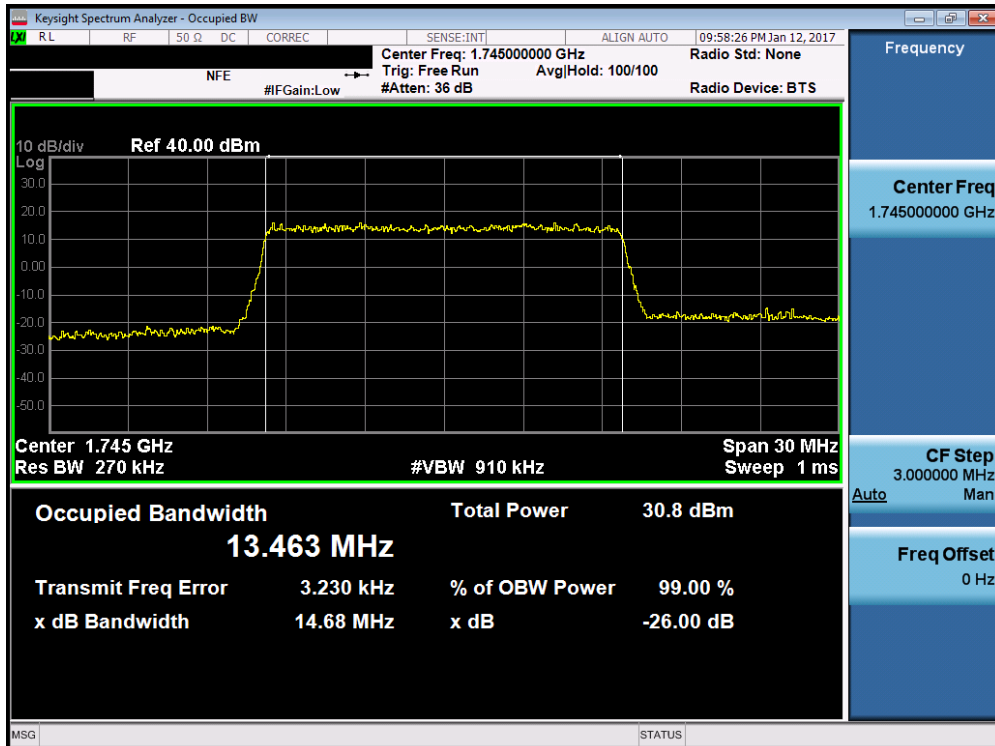 Keysight Spectrum Analyzer - Occupied BW
LXI RL RF 50 Ω DC CORREC SENSE:INT ALIGN AUTO 09:58:26 PM Jan 12, 2017
Center Freq: 1.745000000 GHz Radio Std: None
NFE Trig: Free Run Avg|Hold: 100/100
#IFGain:Low #Atten: 36 dB Radio Device: BTS
10 dB/div Ref 40.00 dBm
Log
30.0
20.0
10.0
0.00
-10.0
-20.0
-30.0
-40.0
-50.0
Center 1.745 GHz Span 30 MHz
Res BW 270 kHz #VBW 910 kHz Sweep 1 ms
Occupied Bandwidth Total Power 30.8 dBm
13.463 MHz
Transmit Freq Error 3.230 kHz % of OBW Power 99.00 %
x dB Bandwidth 14.68 MHz x dB -26.00 dB
Frequency
Center Freq
1.745000000 GHz
CF Step
3.000000 MHz
Auto Man
Freq Offset
0 Hz
MSG STATUS